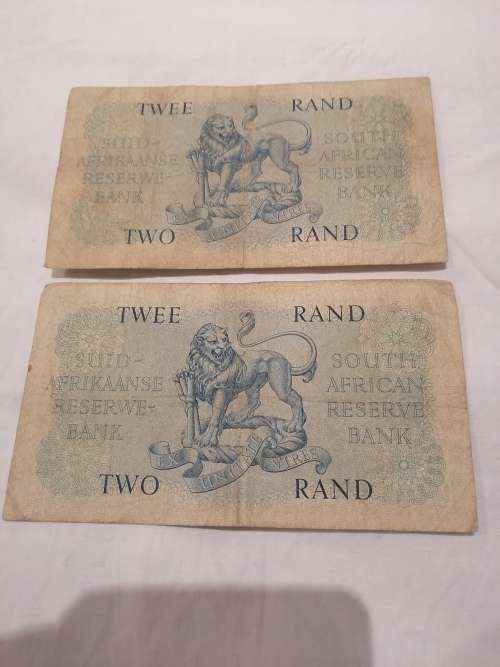 TWEE RAND
SUID- SOUTH
AFRIKAANSE AFRICAN
RESERWE- RESERVE
BANK BANK
TWO RAND
TWEE RAND
SUID- SOUTH
AFRIKAANSE AFRICAN
RESERWE- RESERVE
BANK BANK
EX UNITATE VIRES
TWO RAND